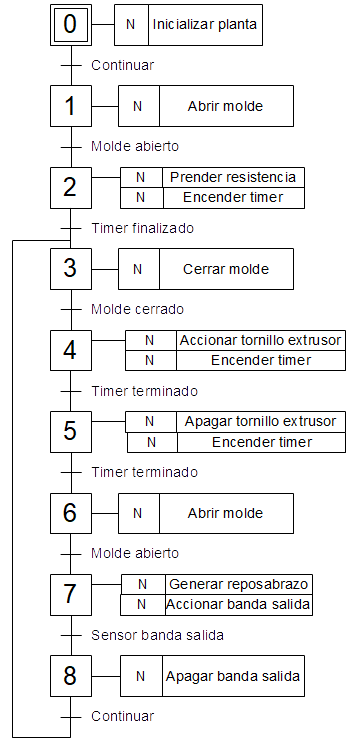 0 N Inicializar planta
Continuar
1 N Abrir molde
Molde abierto
2 N Prender resistencia
N Encender timer
Timer finalizado
3 N Cerrar molde
Molde cerrado
4 N Accionar tornillo extrusor
N Encender timer
Timer terminado
5 N Apagar tornillo extrusor
N Encender timer
Timer terminado
6 N Abrir molde
Molde abierto
7 N Generar reposabrazo
N Accionar banda salida
Sensor banda salida
8 N Apagar banda salida
Continuar